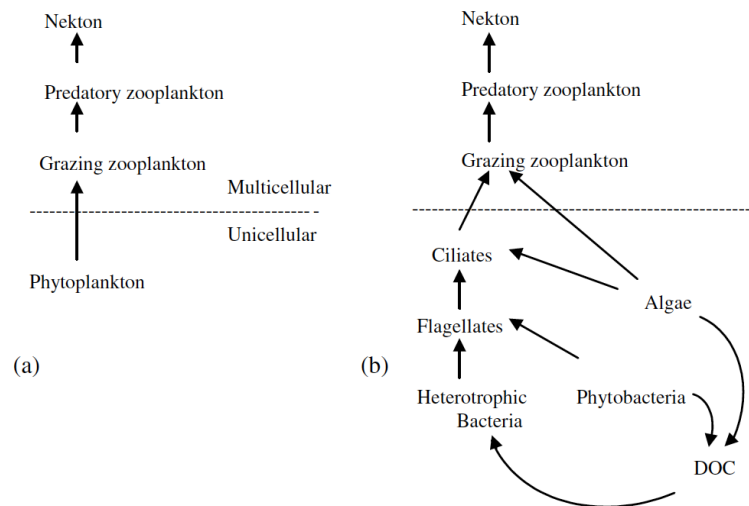 Nekton
Predatory zooplankton
Grazing zooplankton
Multicellular
Unicellular
Phytoplankton
(a)
Nekton
Predatory zooplankton
Grazing zooplankton
Ciliates
Algae
Flagellates
(b)
Heterotrophic
Bacteria
Phytobacteria
DOC